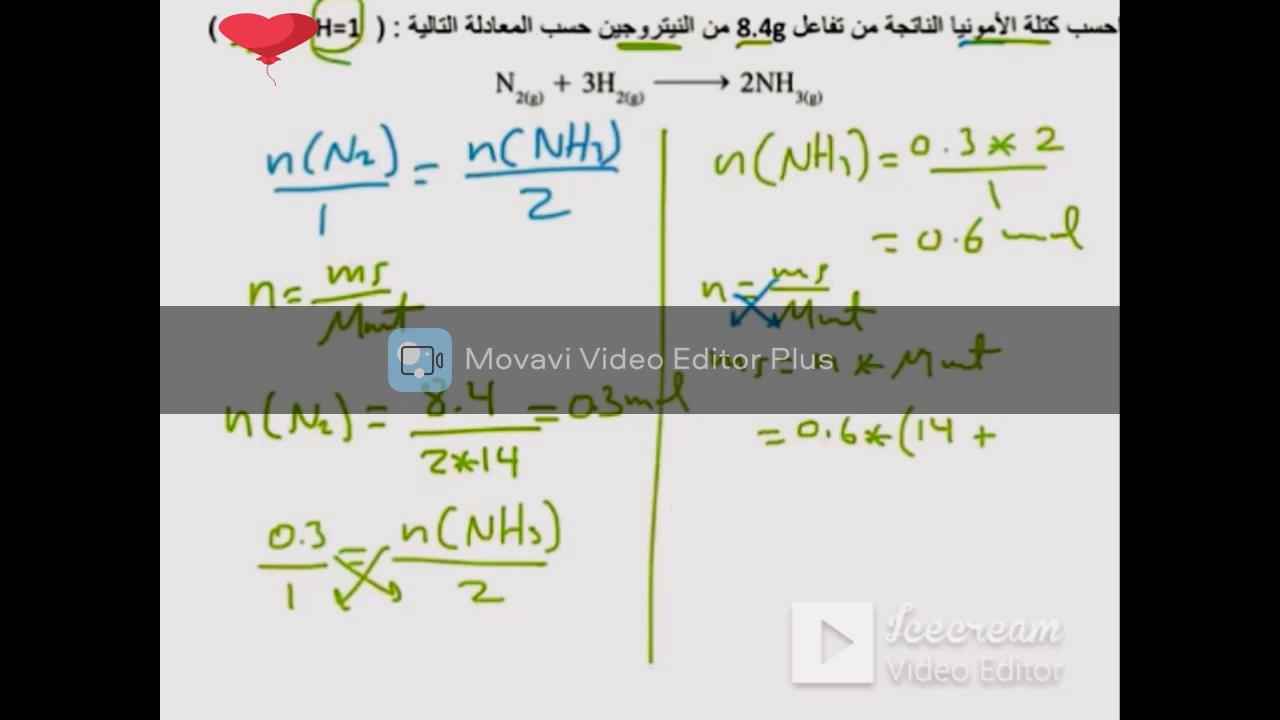 حسب كتلة الأمونيا الناتجة من تفاعل 8.4g من النيتروجين حسب المعادلة التالية : ( H=1 )
N2(g) + 3H2(g) ⟶ 2NH3(g)
n(N2)/1 = n(NH3)/2
n = ms/Mwt
n(N2) = 8.4/2*14 = 0.3 mol
0.3/1 = n(NH3)/2
n(NH3) = 0.3*2/1
= 0.6 mol
n = ms/Mwt
ms = n * Mwt
= 0.6*(14 +
Movavi Video Editor Plus
Icecream
Video Editor